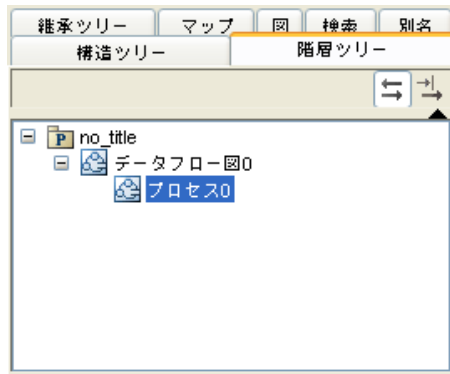 継承ツリー マップ 図 検索 別名
構造ツリー 階層ツリー
no_title
データフロー図0
プロセス0